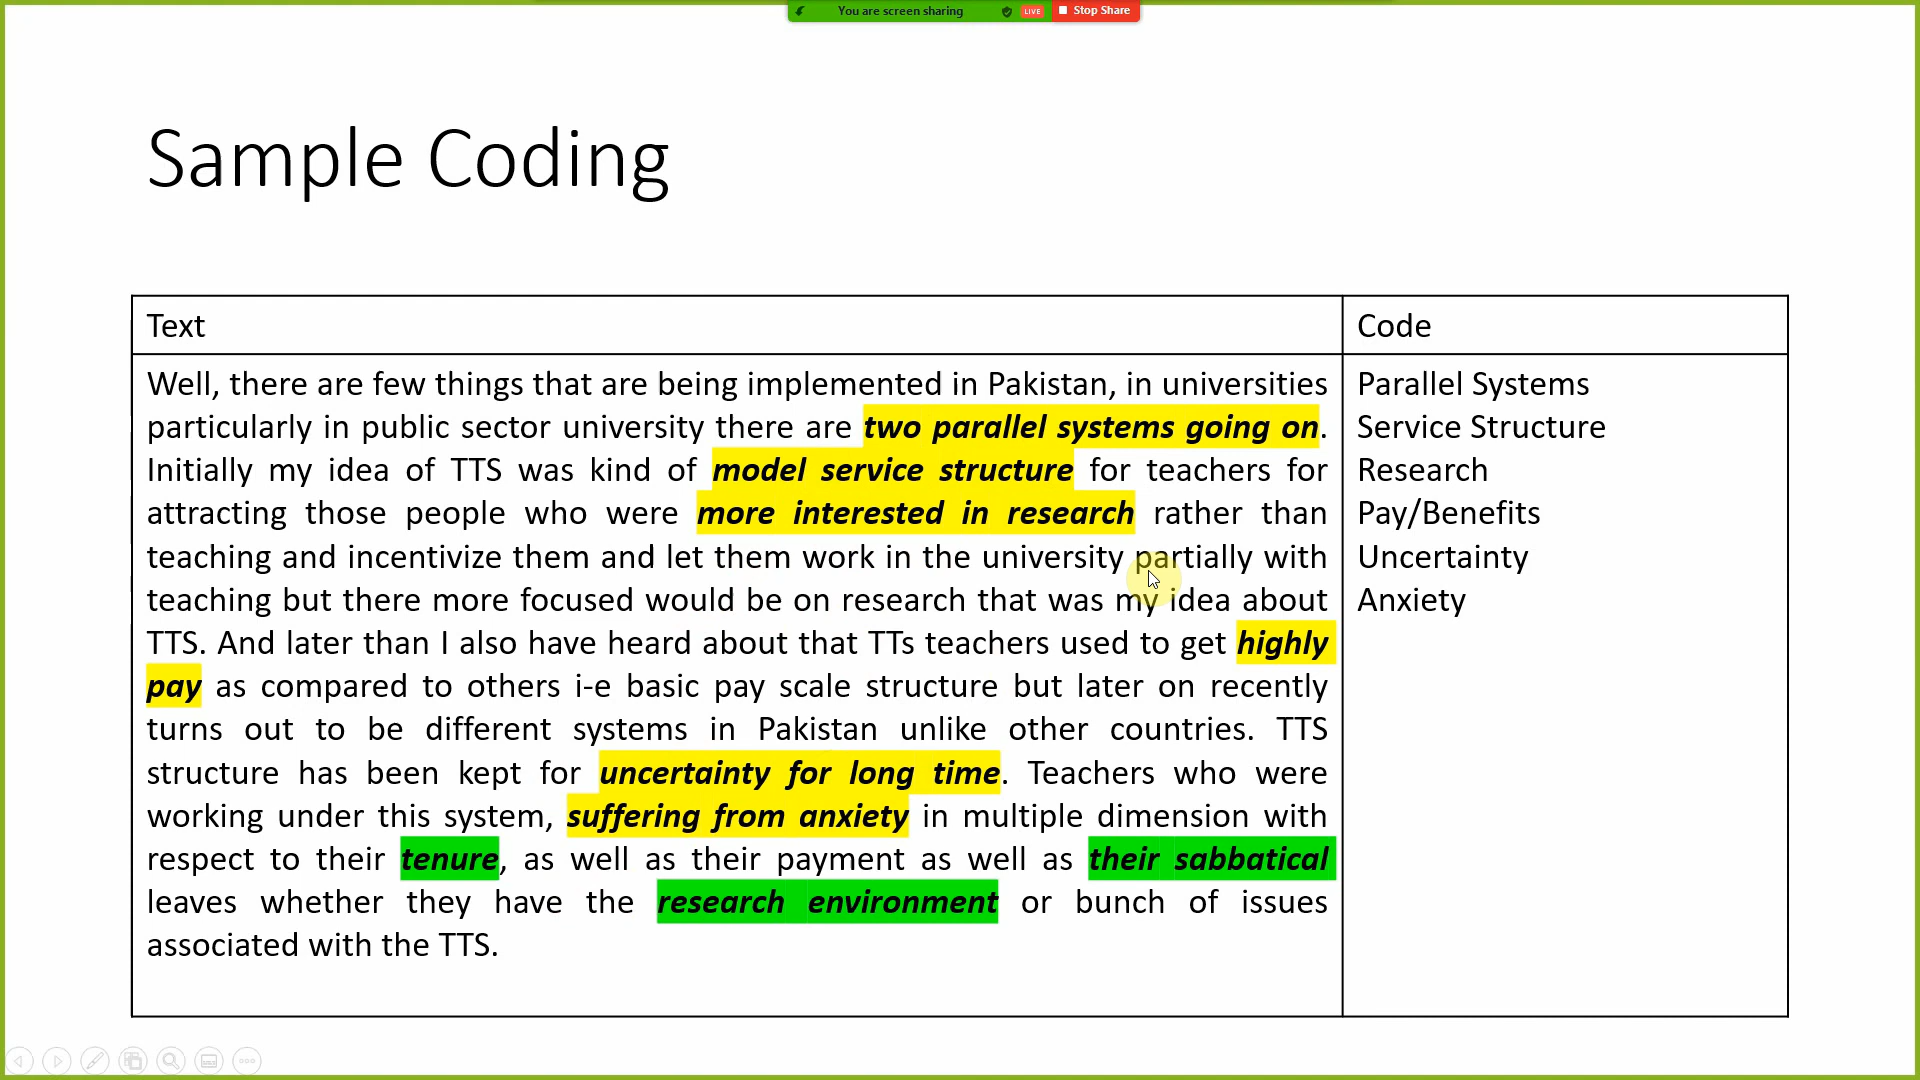 You are screen sharing LIVE Stop Share
Sample Coding
Text
Code
Well, there are few things that are being implemented in Pakistan, in universities
particularly in public sector university there are two parallel systems going on.
Initially my idea of TTS was kind of model service structure for teachers for
attracting those people who were more interested in research rather than
teaching and incentivize them and let them work in the university partially with
teaching but there more focused would be on research that was my idea about
TTS. And later than I also have heard about that TTs teachers used to get highly
pay as compared to others i-e basic pay scale structure but later on recently
turns out to be different systems in Pakistan unlike other countries. TTS
structure has been kept for uncertainty for long time. Teachers who were
working under this system, suffering from anxiety in multiple dimension with
respect to their tenure, as well as their payment as well as their sabbatical
leaves whether they have the research environment or bunch of issues
associated with the TTS.
Parallel Systems
Service Structure
Research
Pay/Benefits
Uncertainty
Anxiety